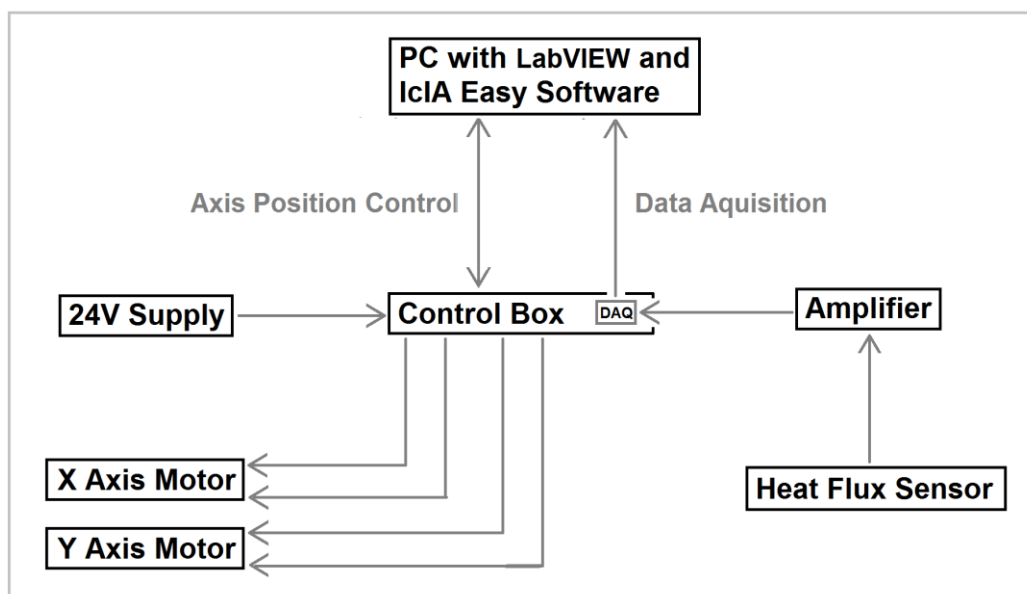 PC with LabVIEW and
IcIA Easy Software
Axis Position Control
Data Aquisition
24V Supply
Control Box
DAQ
Amplifier
X Axis Motor
Heat Flux Sensor
Y Axis Motor